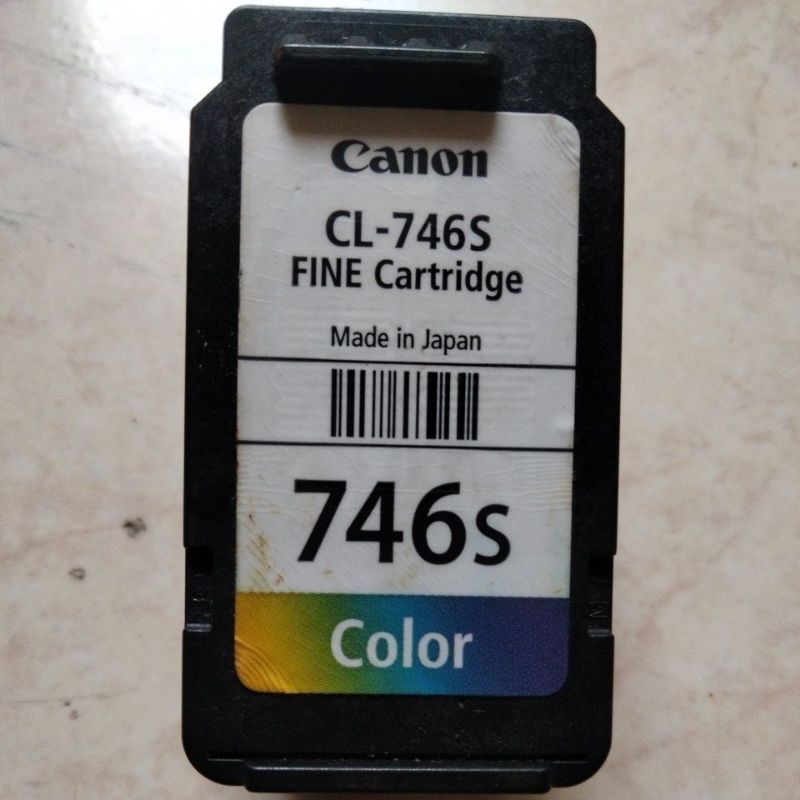 Canon
CL-746S
FINE Cartridge
Made in Japan
746s
Color